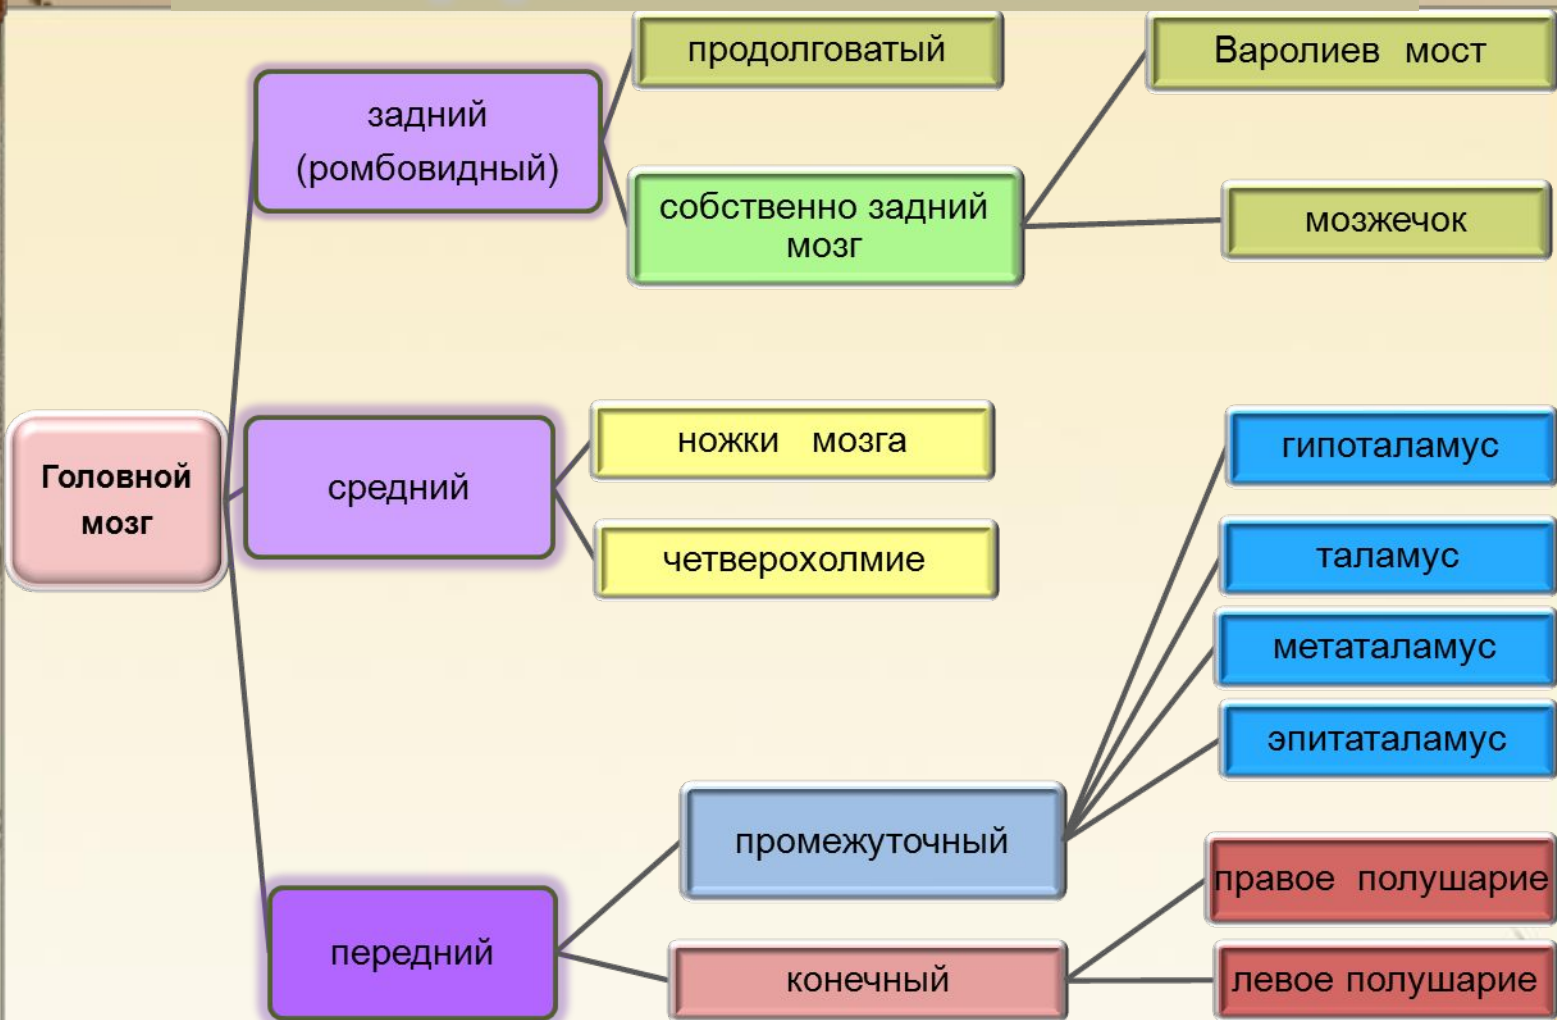 продолговатый
Варолиев мост
задний
(ромбовидный)
собственно задний
мозг
мозжечок
Головной
мозг
средний
ножки мозга
четверохолмие
гипоталамус
таламус
метаталамус
эпитаталамус
промежуточный
передний
конечный
правое полушарие
левое полушарие